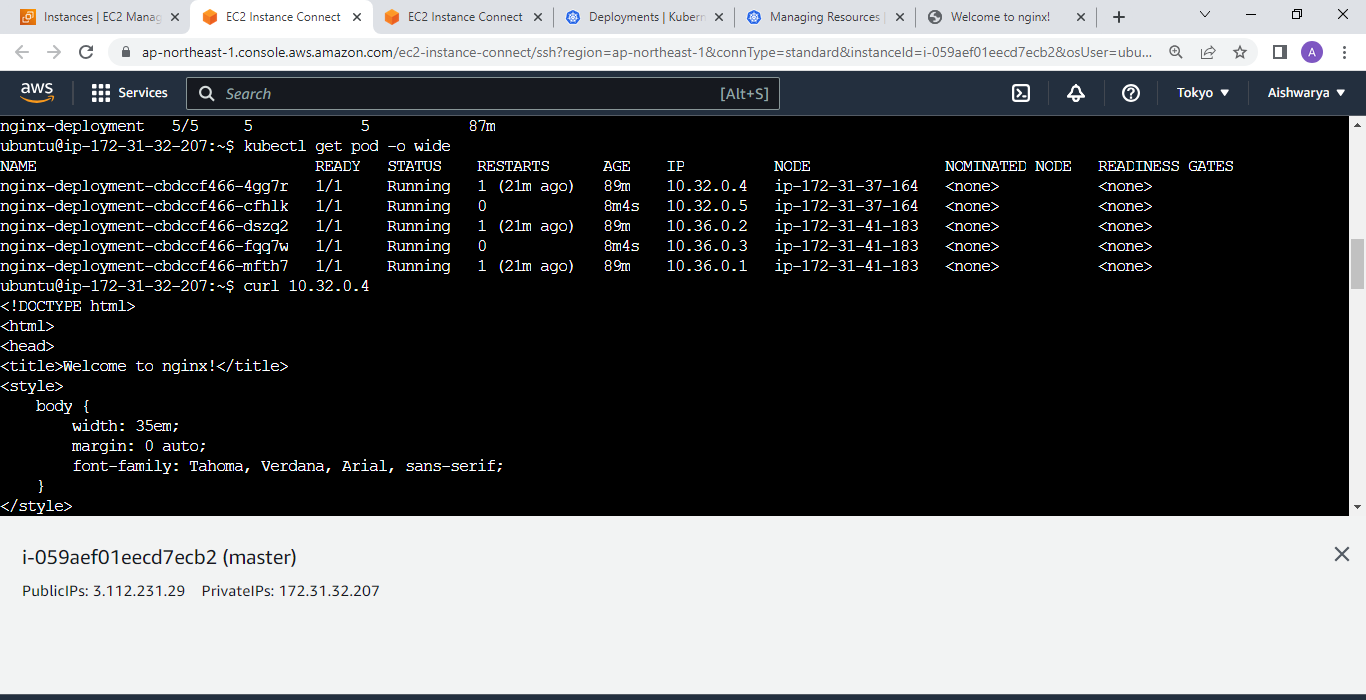 Instances | EC2 Manag
EC2 Instance Connect
EC2 Instance Connect
Deployments | Kubern
Managing Resources |
Welcome to nginx!
ap-northeast-1.console.aws.amazon.com/ec2-instance-connect/ssh?region=ap-northeast-1&connType=standard&instanceId=i-059aef01eecd7ecb2&osUser=ubu...
A
aws
Services
Search
[Alt+S]
Tokyo
Aishwarya
nginx-deployment 5/5 5 5 87m
ubuntu@ip-172-31-32-207:~$ kubectl get pod -o wide
NAME READY STATUS RESTARTS AGE IP NODE NOMINATED NODE READINESS GATES
nginx-deployment-cbdccf466-4gg7r 1/1 Running 1 (21m ago) 89m 10.32.0.4 ip-172-31-37-164 <none> <none>
nginx-deployment-cbdccf466-cfhlk 1/1 Running 0 8m4s 10.32.0.5 ip-172-31-37-164 <none> <none>
nginx-deployment-cbdccf466-dszq2 1/1 Running 1 (21m ago) 89m 10.36.0.2 ip-172-31-41-183 <none> <none>
nginx-deployment-cbdccf466-fqq7w 1/1 Running 0 8m4s 10.36.0.3 ip-172-31-41-183 <none> <none>
nginx-deployment-cbdccf466-mfth7 1/1 Running 1 (21m ago) 89m 10.36.0.1 ip-172-31-41-183 <none> <none>
ubuntu@ip-172-31-32-207:~$ curl 10.32.0.4
<!DOCTYPE html>
<html>
<head>
<title>Welcome to nginx!</title>
<style>
    body {
        width: 35em;
        margin: 0 auto;
        font-family: Tahoma, Verdana, Arial, sans-serif;
    }
</style>
i-059aef01eecd7ecb2 (master)
PublicIPs: 3.112.231.29 PrivateIPs: 172.31.32.207